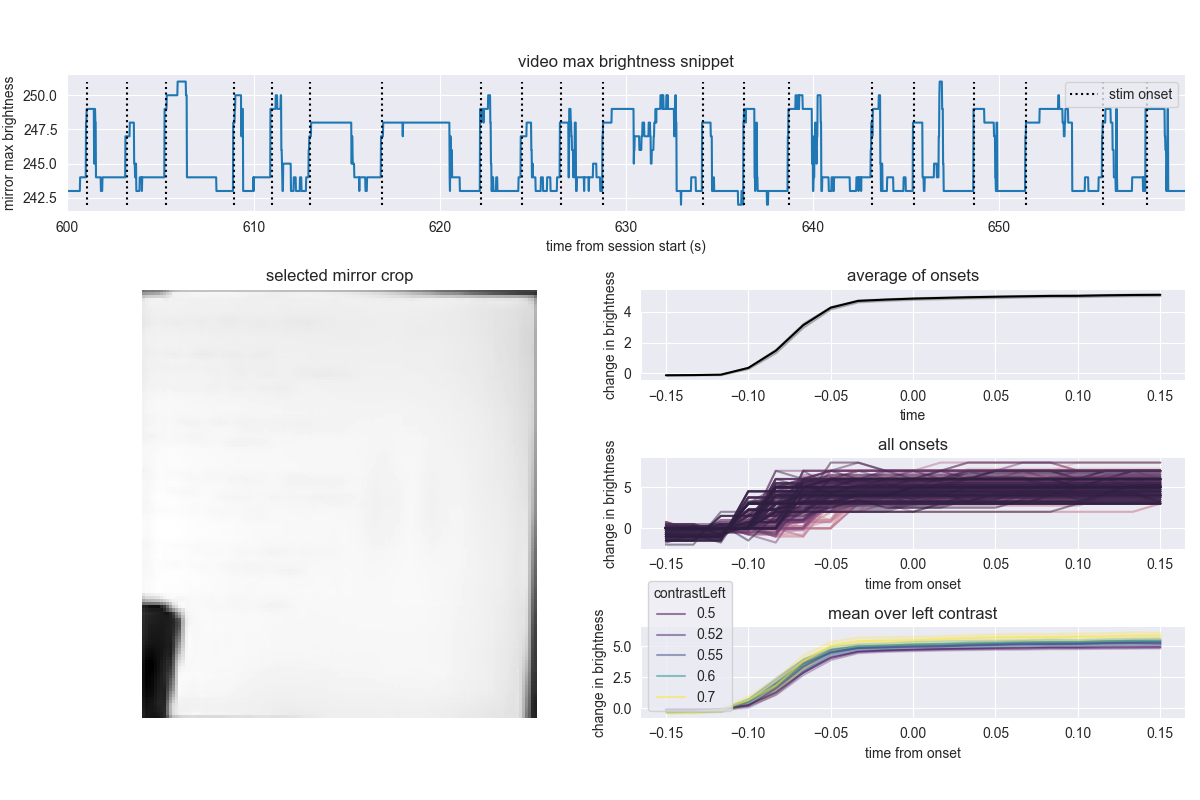 video max brightness snippet
mirror max brightness
250.0
247.5
245.0
242.5
stim onset
600 610 620 630 640 650
time from session start (s)
selected mirror crop
average of onsets
change in brightness
4
2
0
−0.15 −0.10 −0.05 0.00 0.05 0.10 0.15
time
all onsets
change in brightness
5
0
−0.15 −0.10 −0.05 0.00 0.05 0.10 0.15
time from onset
mean over left contrast
change in brightness
5.0
2.5
0.0
contrastLeft
0.5
0.52
0.55
0.6
0.7
−0.15 −0.10 −0.05 0.00 0.05 0.10 0.15
time from onset